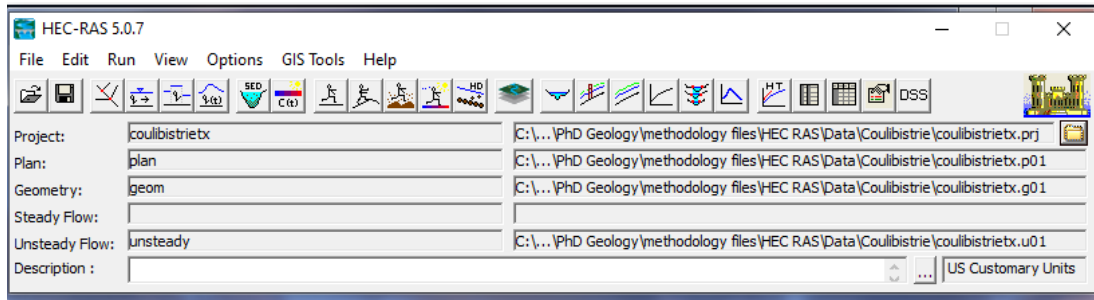 HEC-RAS 5.0.7
File Edit Run View Options GIS Tools Help
SED C(t) HD HT DSS
Project: coulibistrietx C:\...\PhD Geology\methodology files\HEC RAS\Data\Coulibistrie\coulibistrietx.prj
Plan: plan C:\...\PhD Geology\methodology files\HEC RAS\Data\Coulibistrie\coulibistrietx.p01
Geometry: geom C:\...\PhD Geology\methodology files\HEC RAS\Data\Coulibistrie\coulibistrietx.g01
Steady Flow:
Unsteady Flow: unsteady C:\...\PhD Geology\methodology files\HEC RAS\Data\Coulibistrie\coulibistrietx.u01
Description : ... US Customary Units